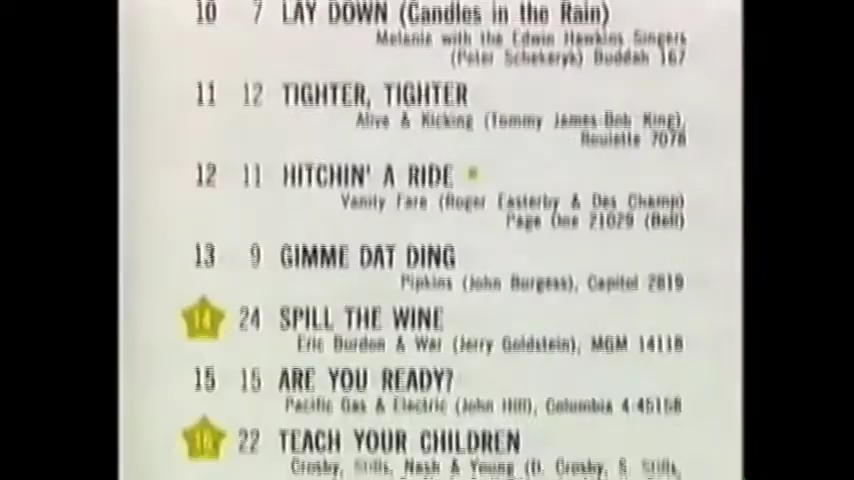 10 7 LAY DOWN (Candles in the Rain)
Melanie with the Edwin Hawkins Singers
(Peter Schekeryk) Buddah 167
11 12 TIGHTER, TIGHTER
Alive & Kicking (Tommy James-Bob King),
Roulette 7078
12 11 HITCHIN' A RIDE
Vanity Fare (Roger Easterby & Des Champ)
Page One 21029 (Bell)
13 9 GIMME DAT DING
Pipkins (John Burgess), Capitol 2819
14 24 SPILL THE WINE
Eric Burdon & War (Jerry Goldstein), MGM 14118
15 15 ARE YOU READY?
Pacific Gas & Electric (John Hill), Columbia 4-45158
16 22 TEACH YOUR CHILDREN
Crosby, Stills, Nash & Young (D. Crosby, S. Stills,